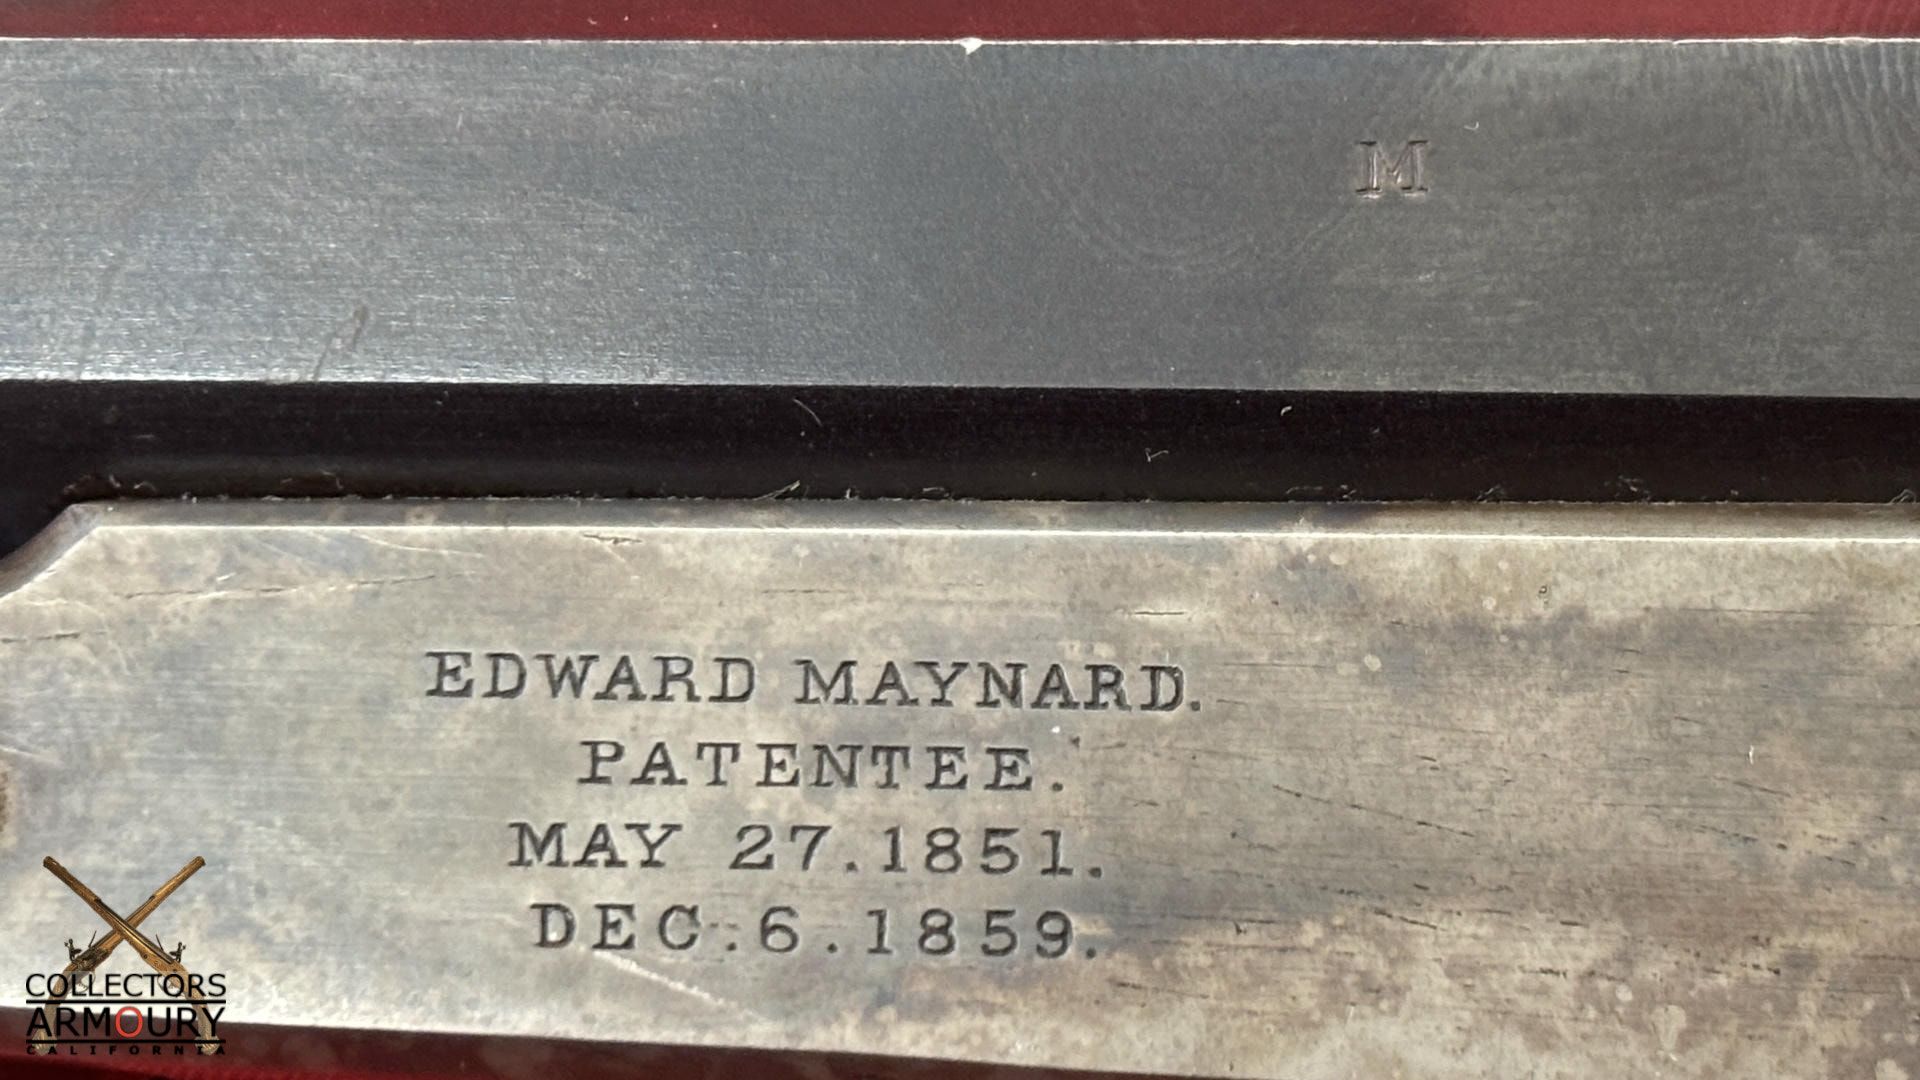 M
EDWARD MAYNARD.
PATENTEE.
MAY 27.1851.
DEC.:6.1859.
COLLECTORS
ARMOURY
CALIFORNIA